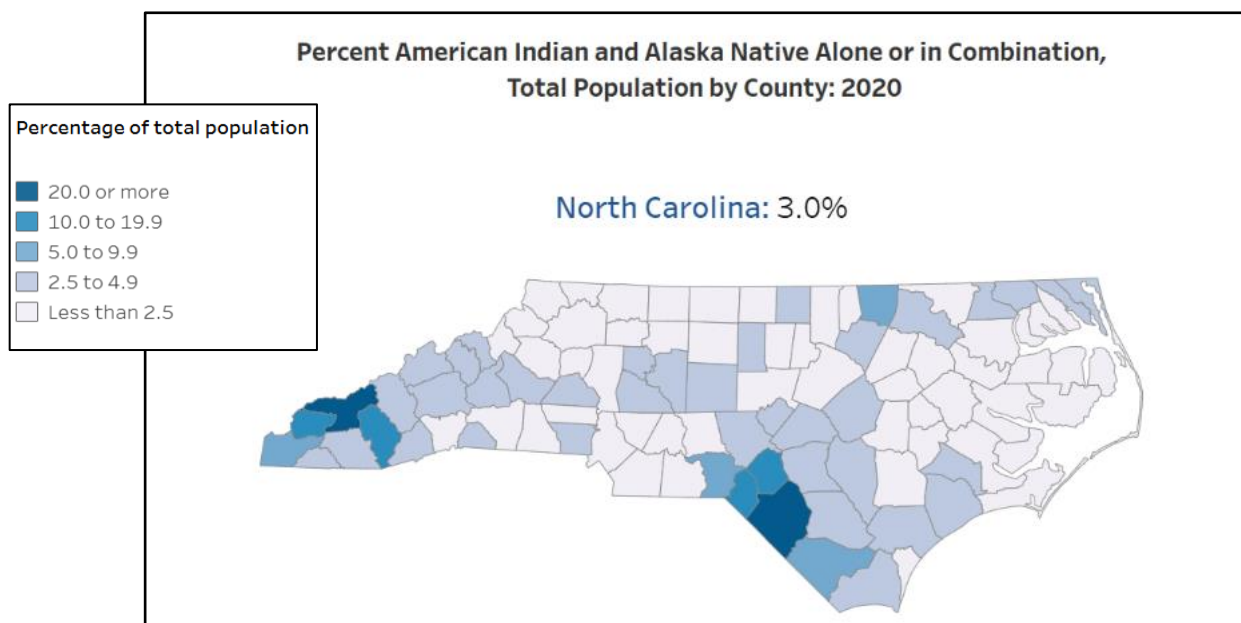 Percent American Indian and Alaska Native Alone or in Combination,
Total Population by County: 2020
Percentage of total population
20.0 or more
10.0 to 19.9
5.0 to 9.9
2.5 to 4.9
Less than 2.5
North Carolina: 3.0%